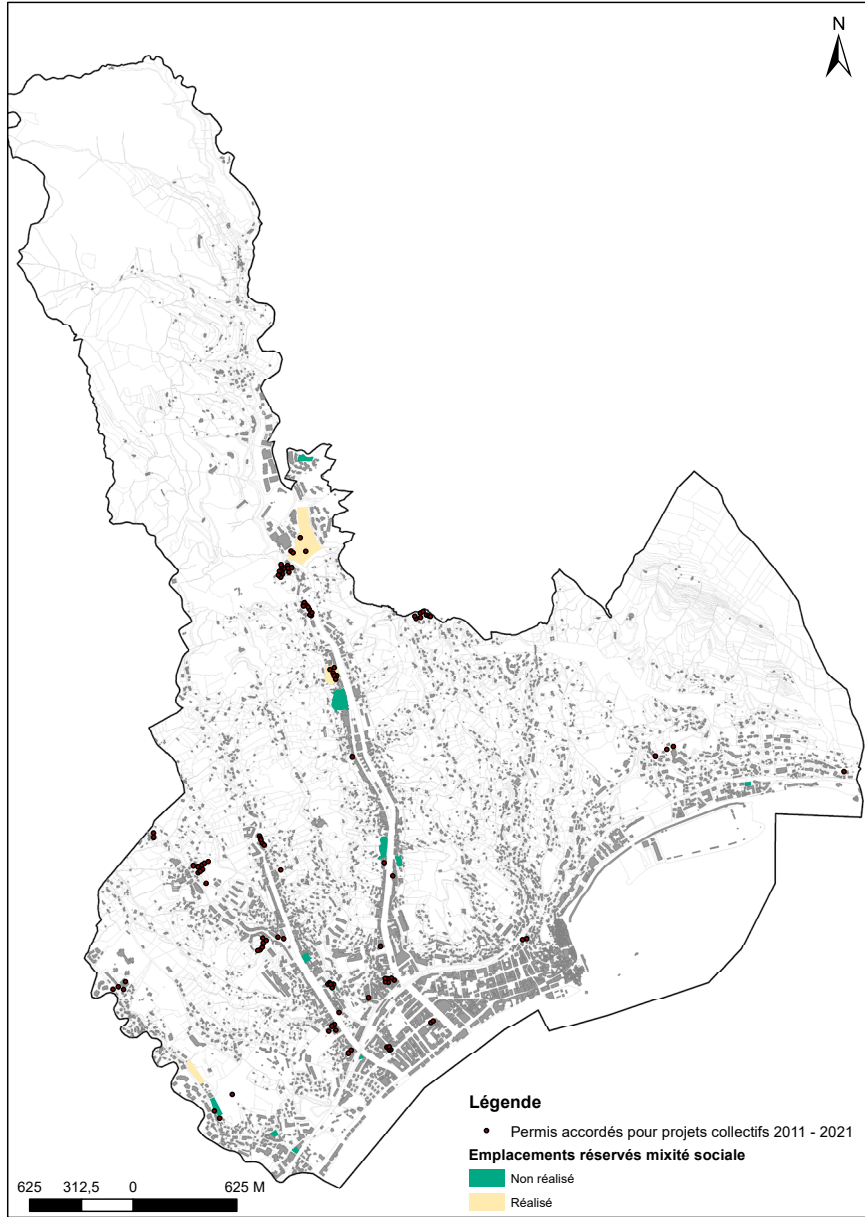 N
Légende
Permis accordés pour projets collectifs 2011 - 2021
Emplacements réservés mixité sociale
Non réalisé
Réalisé
625 312,5 0 625 M